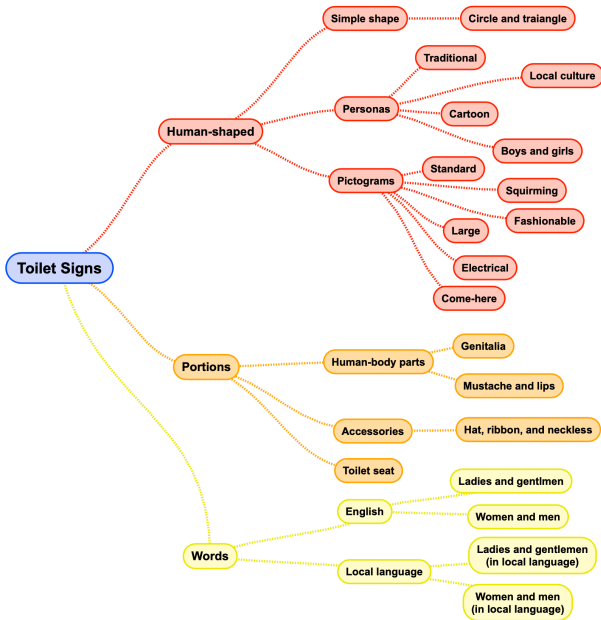 Toilet Signs
Human-shaped
Simple shape
Circle and traiangle
Personas
Traditional
Local culture
Cartoon
Boys and girls
Pictograms
Standard
Squirming
Fashionable
Large
Electrical
Come-here
Portions
Human-body parts
Genitalia
Mustache and lips
Accessories
Hat, ribbon, and neckless
Toilet seat
Words
English
Ladies and gentlmen
Women and men
Local language
Ladies and gentlemen
(in local language)
Women and men
(in local language)